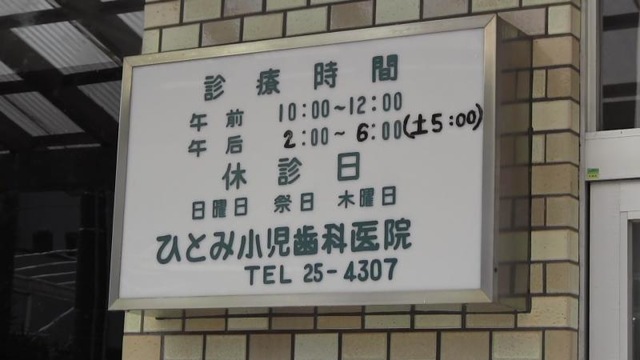 診療時間
午前 10:00~12:00
午后 2:00~6:00(土5:00)
休診日
日曜日 祭日 木曜日
ひとみ小児歯科医院
TEL 25-4307